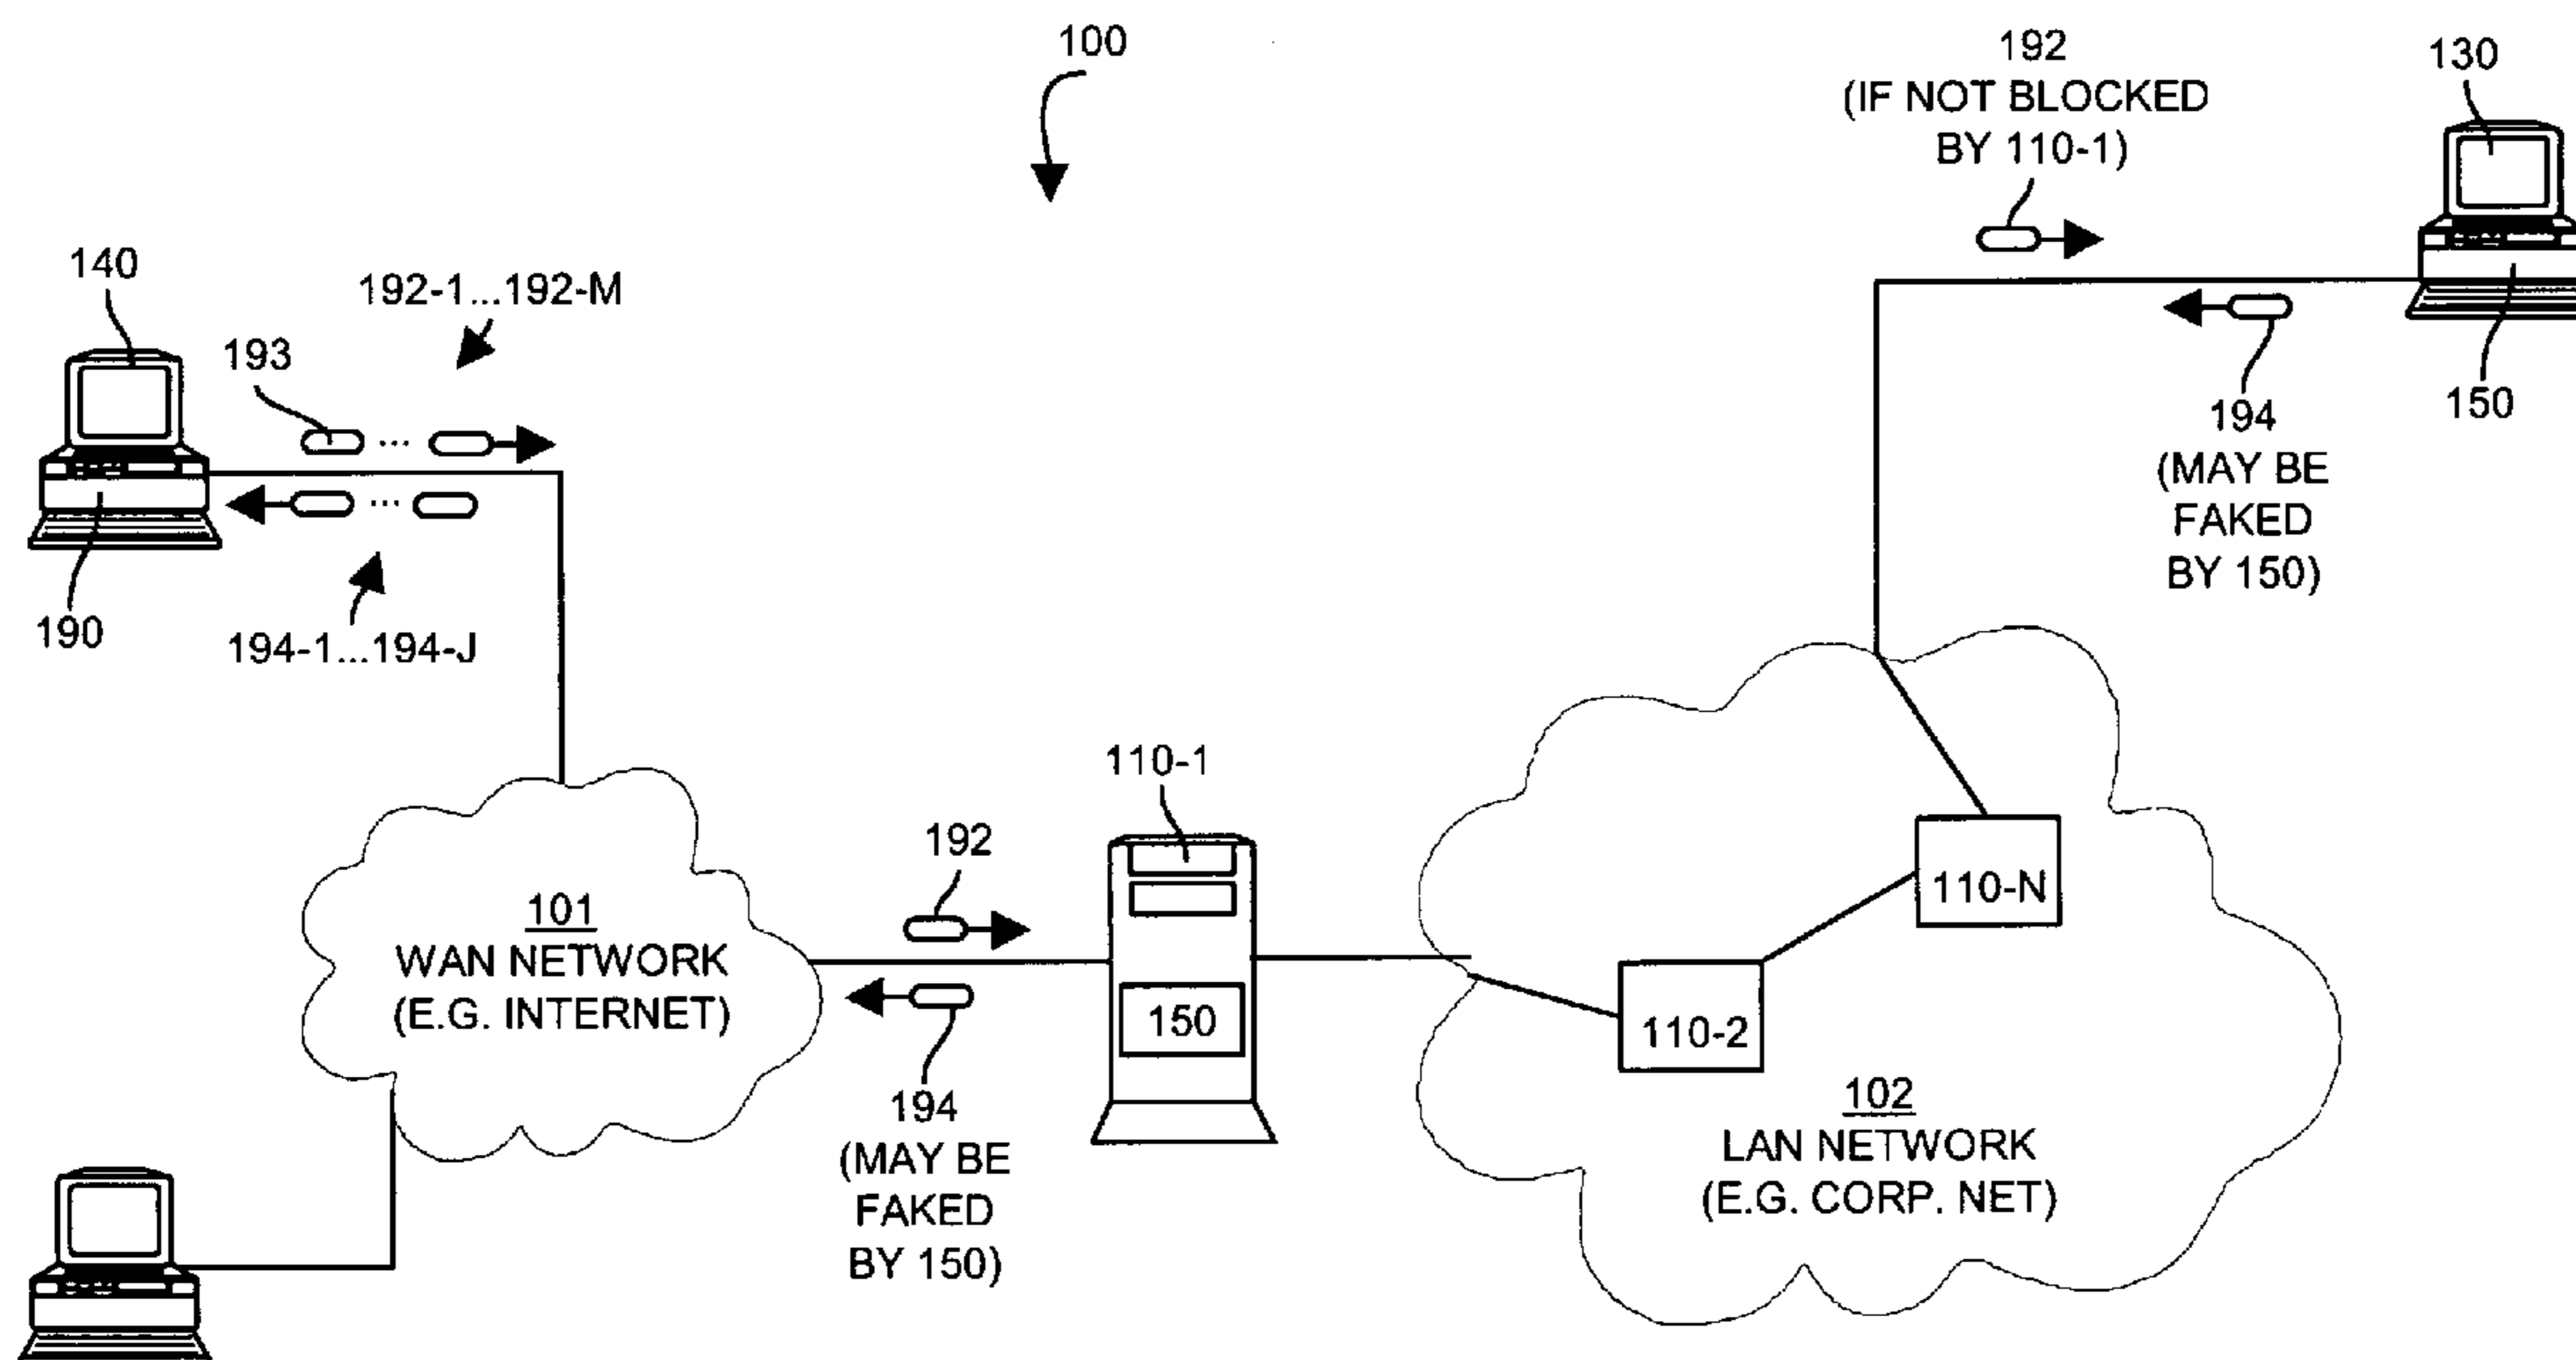 100
192
(IF NOT BLOCKED
BY 110-1)
130
140
192-1...192-M
193
150
194
(MAY BE
FAKED
BY 150)
190
194-1...194-J
110-1
192
101
WAN NETWORK
(E.G. INTERNET)
150
194
(MAY BE
FAKED
BY 150)
110-N
110-2
102
LAN NETWORK
(E.G. CORP. NET)